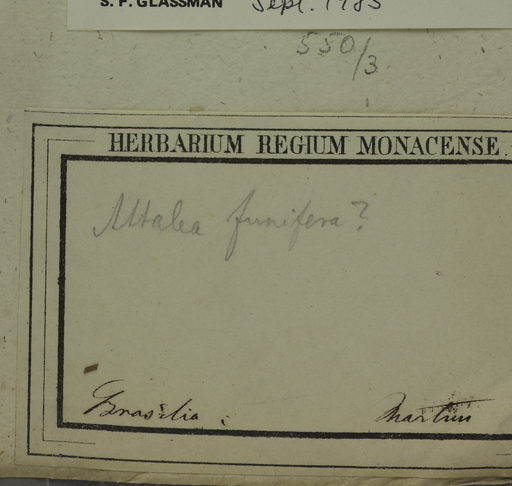 S. F. GLASSMAN Sept. 1985
550/3
HERBARIUM REGIUM MONACENSE.
Attalea funifera?
Brasilia. Martius